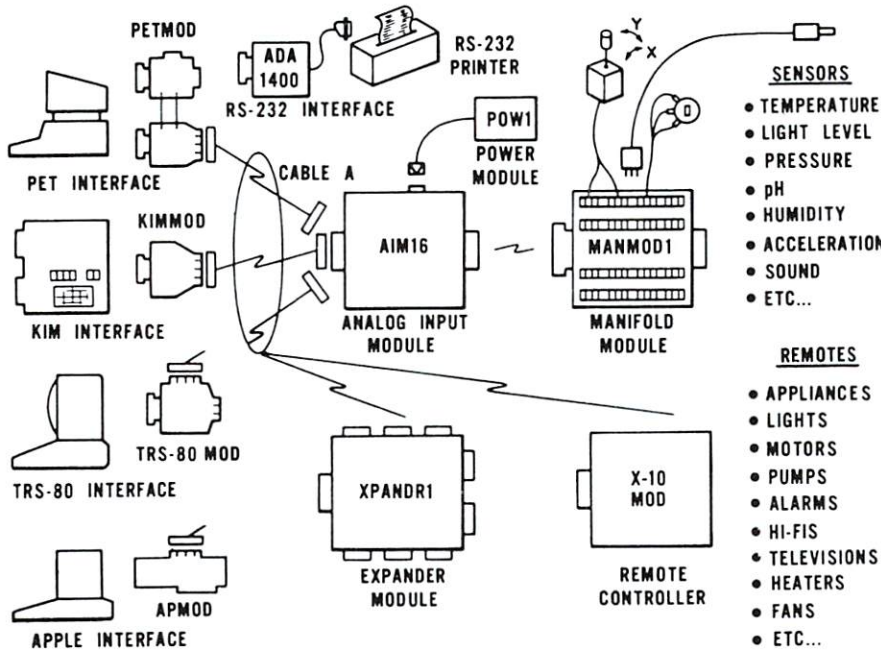 PETMOD
PET INTERFACE
ADA
1400
RS-232 INTERFACE
RS-232
PRINTER
POW1
POWER
MODULE
CABLE A
KIMMOD
KIM INTERFACE
AIM16
ANALOG INPUT
MODULE
Y
X
MANMOD1
MANIFOLD
MODULE
SENSORS
• TEMPERATURE
• LIGHT LEVEL
• PRESSURE
• pH
• HUMIDITY
• ACCELERATION
• SOUND
• ETC...
TRS-80 MOD
TRS-80 INTERFACE
APMOD
APPLE INTERFACE
XPANDR1
EXPANDER
MODULE
X-10
MOD
REMOTE
CONTROLLER
REMOTES
• APPLIANCES
• LIGHTS
• MOTORS
• PUMPS
• ALARMS
• HI-FIS
• TELEVISIONS
• HEATERS
• FANS
• ETC...